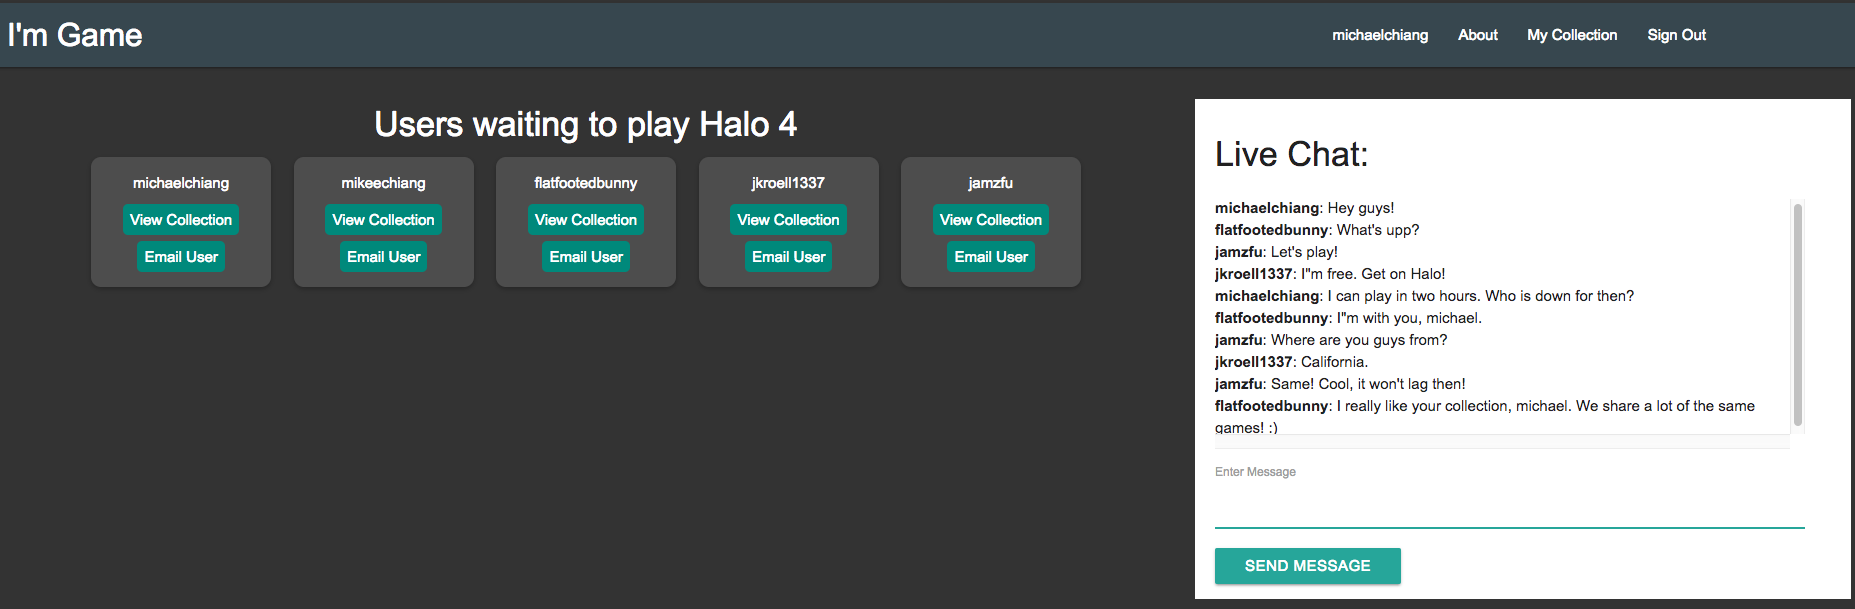 I'm Game
michaelchiang About My Collection Sign Out
Users waiting to play Halo 4
michaelchiang mikeechiang flatfootedbunny jkroell1337 jamzfu
View Collection View Collection View Collection View Collection View Collection
Email User Email User Email User Email User Email User
Live Chat:
michaelchiang: Hey guys!
flatfootedbunny: What's upp?
jamzfu: Let's play!
jkroell1337: I"m free. Get on Halo!
michaelchiang: I can play in two hours. Who is down for then?
flatfootedbunny: I"m with you, michael.
jamzfu: Where are you guys from?
jkroell1337: California.
jamzfu: Same! Cool, it won't lag then!
flatfootedbunny: I really like your collection, michael. We share a lot of the same
games! :)
Enter Message
SEND MESSAGE